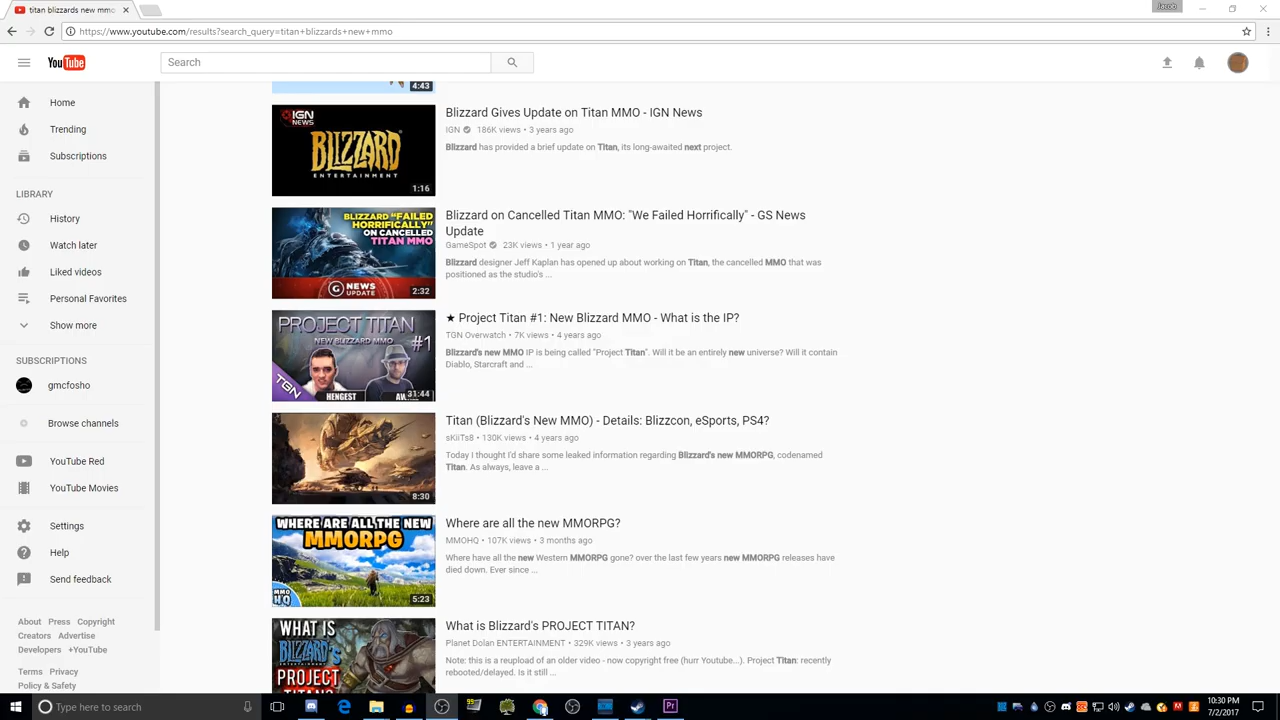 titan blizzards new mmo
Jacob
https://www.youtube.com/results?search_query=titan+blizzards+new+mmo
YouTube
Search
Home
Trending
Subscriptions
LIBRARY
History
Watch later
Liked videos
Personal Favorites
Show more
SUBSCRIPTIONS
gmcfosho
Browse channels
YouTube Red
YouTube Movies
Settings
Help
Send feedback
About Press Copyright
Creators Advertise
Developers +YouTube
Terms Privacy
Policy & Safety
4:43
IGN
NEWS
BLIZZARD
ENTERTAINMENT
1:16
Blizzard Gives Update on Titan MMO - IGN News
IGN 186K views • 3 years ago
Blizzard has provided a brief update on Titan, its long-awaited next project.
BLIZZARD "FAILED
HORRIFICALLY"
ON CANCELLED
TITAN MMO
NEWS
UPDATE
2:32
Blizzard on Cancelled Titan MMO: "We Failed Horrifically" - GS News
Update
GameSpot 23K views • 1 year ago
Blizzard designer Jeff Kaplan has opened up about working on Titan, the cancelled MMO that was
positioned as the studio's ...
PROJECT TITAN
NEW BLIZZARD MMO
#1
TGN
HENGEST
31:44
★ Project Titan #1: New Blizzard MMO - What is the IP?
TGN Overwatch • 7K views • 4 years ago
Blizzard's new MMO IP is being called "Project Titan". Will it be an entirely new universe? Will it contain
Diablo, Starcraft and ...
8:30
Titan (Blizzard's New MMO) - Details: Blizzcon, eSports, PS4?
sKiiTs8 • 130K views • 4 years ago
Today I thought I'd share some leaked information regarding Blizzard's new MMORPG, codenamed
Titan. As always, leave a ...
WHERE ARE ALL THE NEW
MMORPG
MMO
HQ
5:23
Where are all the new MMORPG?
MMOHQ • 107K views • 3 months ago
Where have all the new Western MMORPG gone? over the last few years new MMORPG releases have
died down. Ever since ...
WHAT IS
BLIZZARD'S
ENTERTAINMENT
PROJECT
TITAN?
What is Blizzard's PROJECT TITAN?
Planet Dolan ENTERTAINMENT • 329K views • 3 years ago
Note: this is a reupload of an older video - now copyright free (hurr Youtube...). Project Titan: recently
rebooted/delayed. Is it still ...
Type here to search
Pr
10:30 PM
7/2/2017